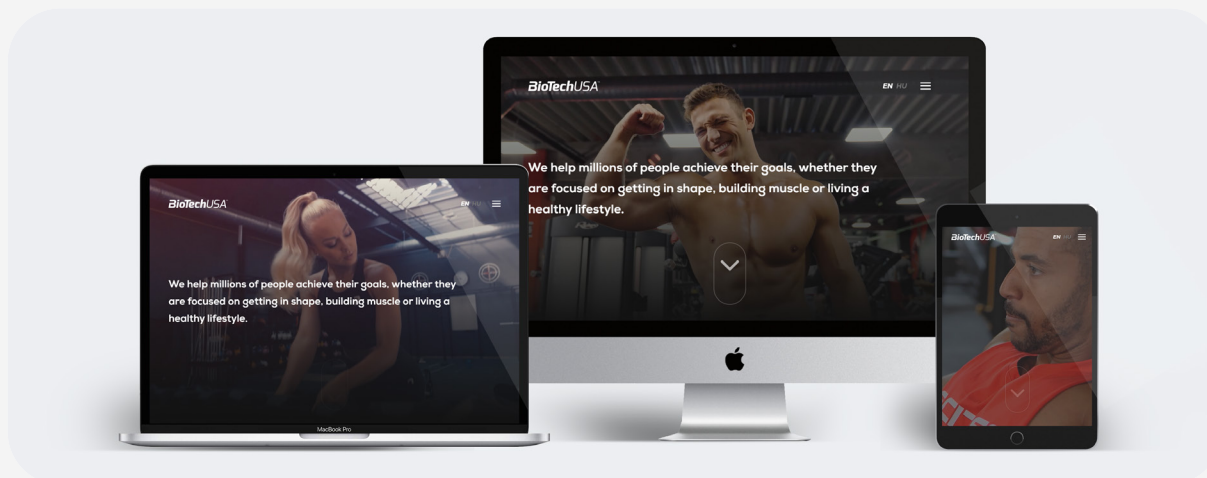 BioTechUSA
EN HU
We help millions of people achieve their goals, whether they
are focused on getting in shape, building muscle or living a
healthy lifestyle.
BioTechUSA
EN HU
We help millions of people achieve their goals, whether they
are focused on getting in shape, building muscle or living a
healthy lifestyle.
MacBook Pro
BioTechUSA
EN HU